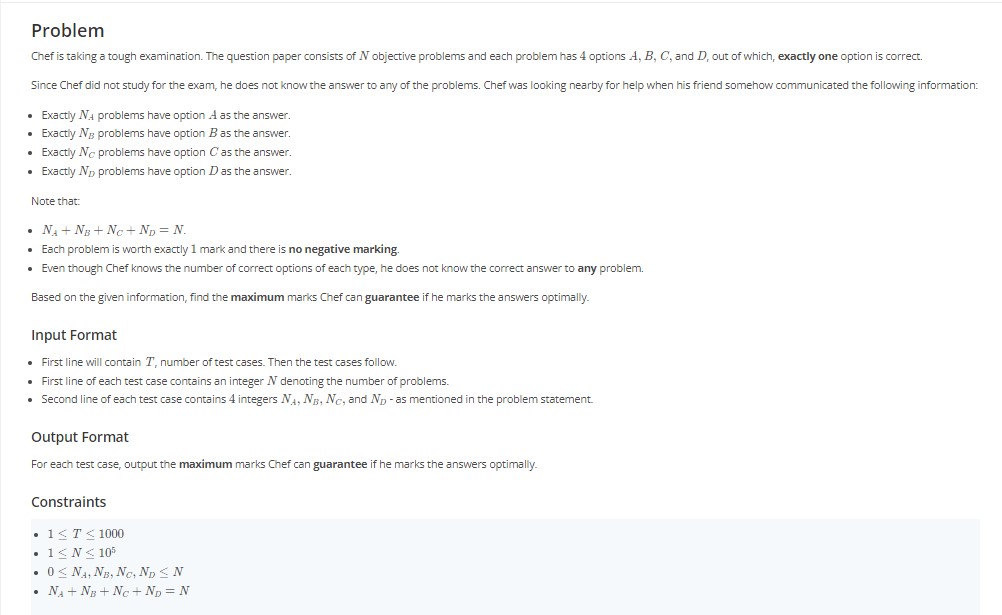 Problem
Chef is taking a tough examination. The question paper consists of N objective problems and each problem has 4 options A, B, C, and D, out of which, exactly one option is correct.
Since Chef did not study for the exam, he does not know the answer to any of the problems. Chef was looking nearby for help when his friend somehow communicated the following information:
• Exactly N_A problems have option A as the answer.
• Exactly N_B problems have option B as the answer.
• Exactly N_C problems have option C as the answer.
• Exactly N_D problems have option D as the answer.
Note that:
• N_A + N_B + N_C + N_D = N.
• Each problem is worth exactly 1 mark and there is no negative marking.
• Even though Chef knows the number of correct options of each type, he does not know the correct answer to any problem.
Based on the given information, find the maximum marks Chef can guarantee if he marks the answers optimally.
Input Format
• First line will contain T, number of test cases. Then the test cases follow.
• First line of each test case contains an integer N denoting the number of problems.
• Second line of each test case contains 4 integers N_A, N_B, N_C, and N_D - as mentioned in the problem statement.
Output Format
For each test case, output the maximum marks Chef can guarantee if he marks the answers optimally.
Constraints
• 1 ≤ T ≤ 1000
• 1 ≤ N ≤ 10⁵
• 0 ≤ N_A, N_B, N_C, N_D ≤ N
• N_A + N_B + N_C + N_D = N